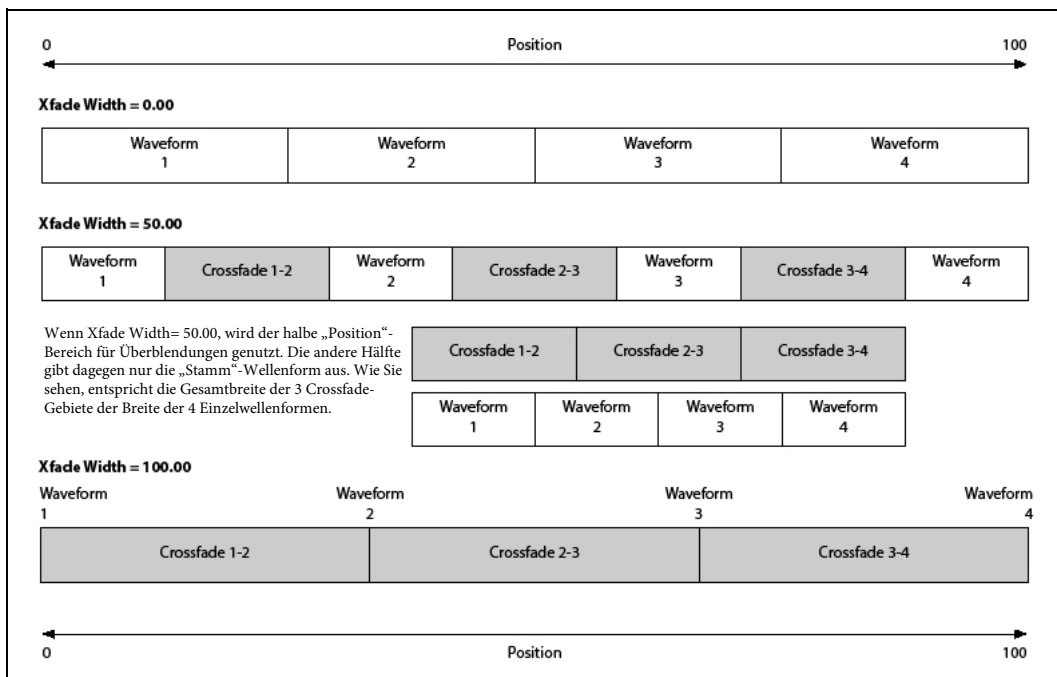 0 Position 100
Xfade Width = 0.00
Waveform Waveform Waveform Waveform
1 2 3 4
Xfade Width = 50.00
Waveform Crossfade 1-2 Waveform Crossfade 2-3 Waveform Crossfade 3-4 Waveform
1 2 3 4
Wenn Xfade Width= 50.00, wird der halbe „Position“-
Bereich für Überblendungen genutzt. Die andere Hälfte
gibt dagegen nur die „Stamm“-Wellenform aus. Wie Sie
sehen, entspricht die Gesamtbreite der 3 Crossfade-
Gebiete der Breite der 4 Einzelwellenformen.
Crossfade 1-2 Crossfade 2-3 Crossfade 3-4
Waveform Waveform Waveform Waveform
1 2 3 4
Xfade Width = 100.00
Waveform Waveform Waveform Waveform
1 2 3 4
Crossfade 1-2 Crossfade 2-3 Crossfade 3-4
0 Position 100